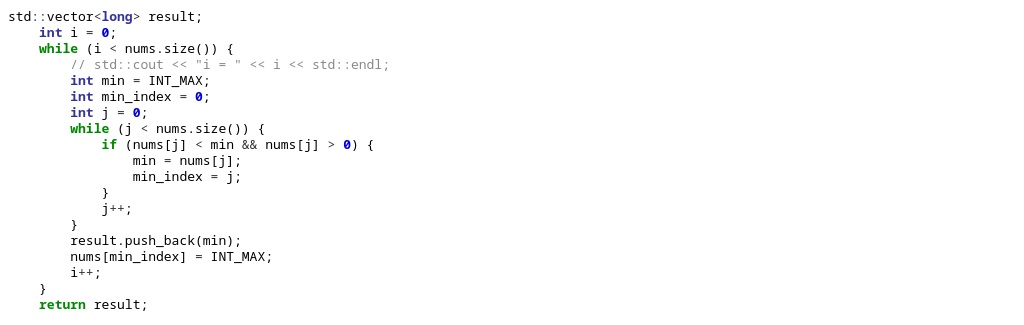 std::vector<long> result;
    int i = 0;
    while (i < nums.size()) {
        // std::cout << "i = " << i << std::endl;
        int min = INT_MAX;
        int min_index = 0;
        int j = 0;
        while (j < nums.size()) {
            if (nums[j] < min && nums[j] > 0) {
                min = nums[j];
                min_index = j;
            }
            j++;
        }
        result.push_back(min);
        nums[min_index] = INT_MAX;
        i++;
    }
    return result;